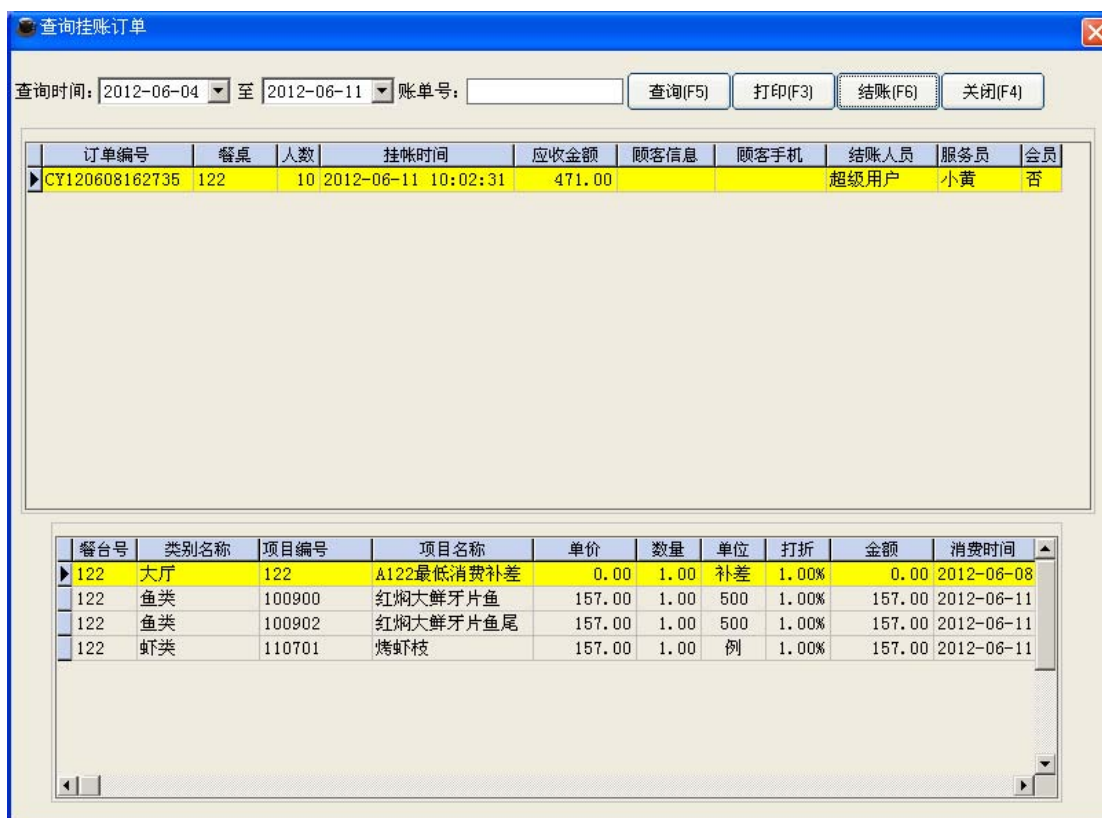 查询挂账订单
查询时间: 2012-06-04 至 2012-06-11 账单号: 查询(F5) 打印(F3) 结账(F6) 关闭(F4)
订单编号 餐桌 人数 挂帐时间 应收金额 顾客信息 顾客手机 结账人员 服务员 会员
CY120608162735 122 10 2012-06-11 10:02:31 471.00 超级用户 小黄 否
餐台号 类别名称 项目编号 项目名称 单价 数量 单位 打折 金额 消费时间
122 大厅 122 A122最低消费补差 0.00 1.00 补差 1.00% 0.00 2012-06-08
122 鱼类 100900 红焖大鲜牙片鱼 157.00 1.00 500 1.00% 157.00 2012-06-11
122 鱼类 100902 红焖大鲜牙片鱼尾 157.00 1.00 500 1.00% 157.00 2012-06-11
122 虾类 110701 烤虾枝 157.00 1.00 例 1.00% 157.00 2012-06-11